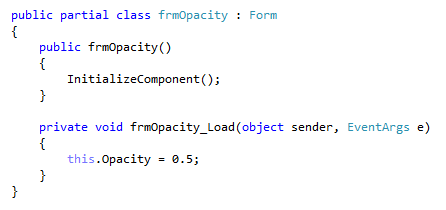 public partial class frmOpacity : Form
{
    public frmOpacity()
    {
        InitializeComponent();
    }

    private void frmOpacity_Load(object sender, EventArgs e)
    {
        this.Opacity = 0.5;
    }
}